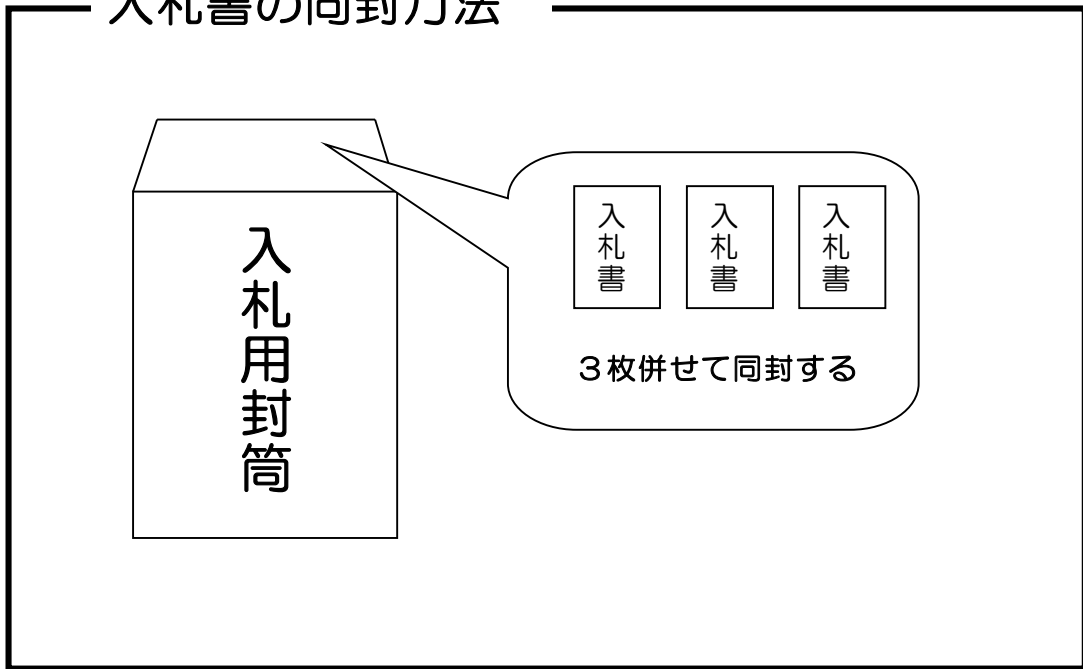 入札書の同封方法
入札用封筒
入札書
入札書
入札書
３枚併せて同封する